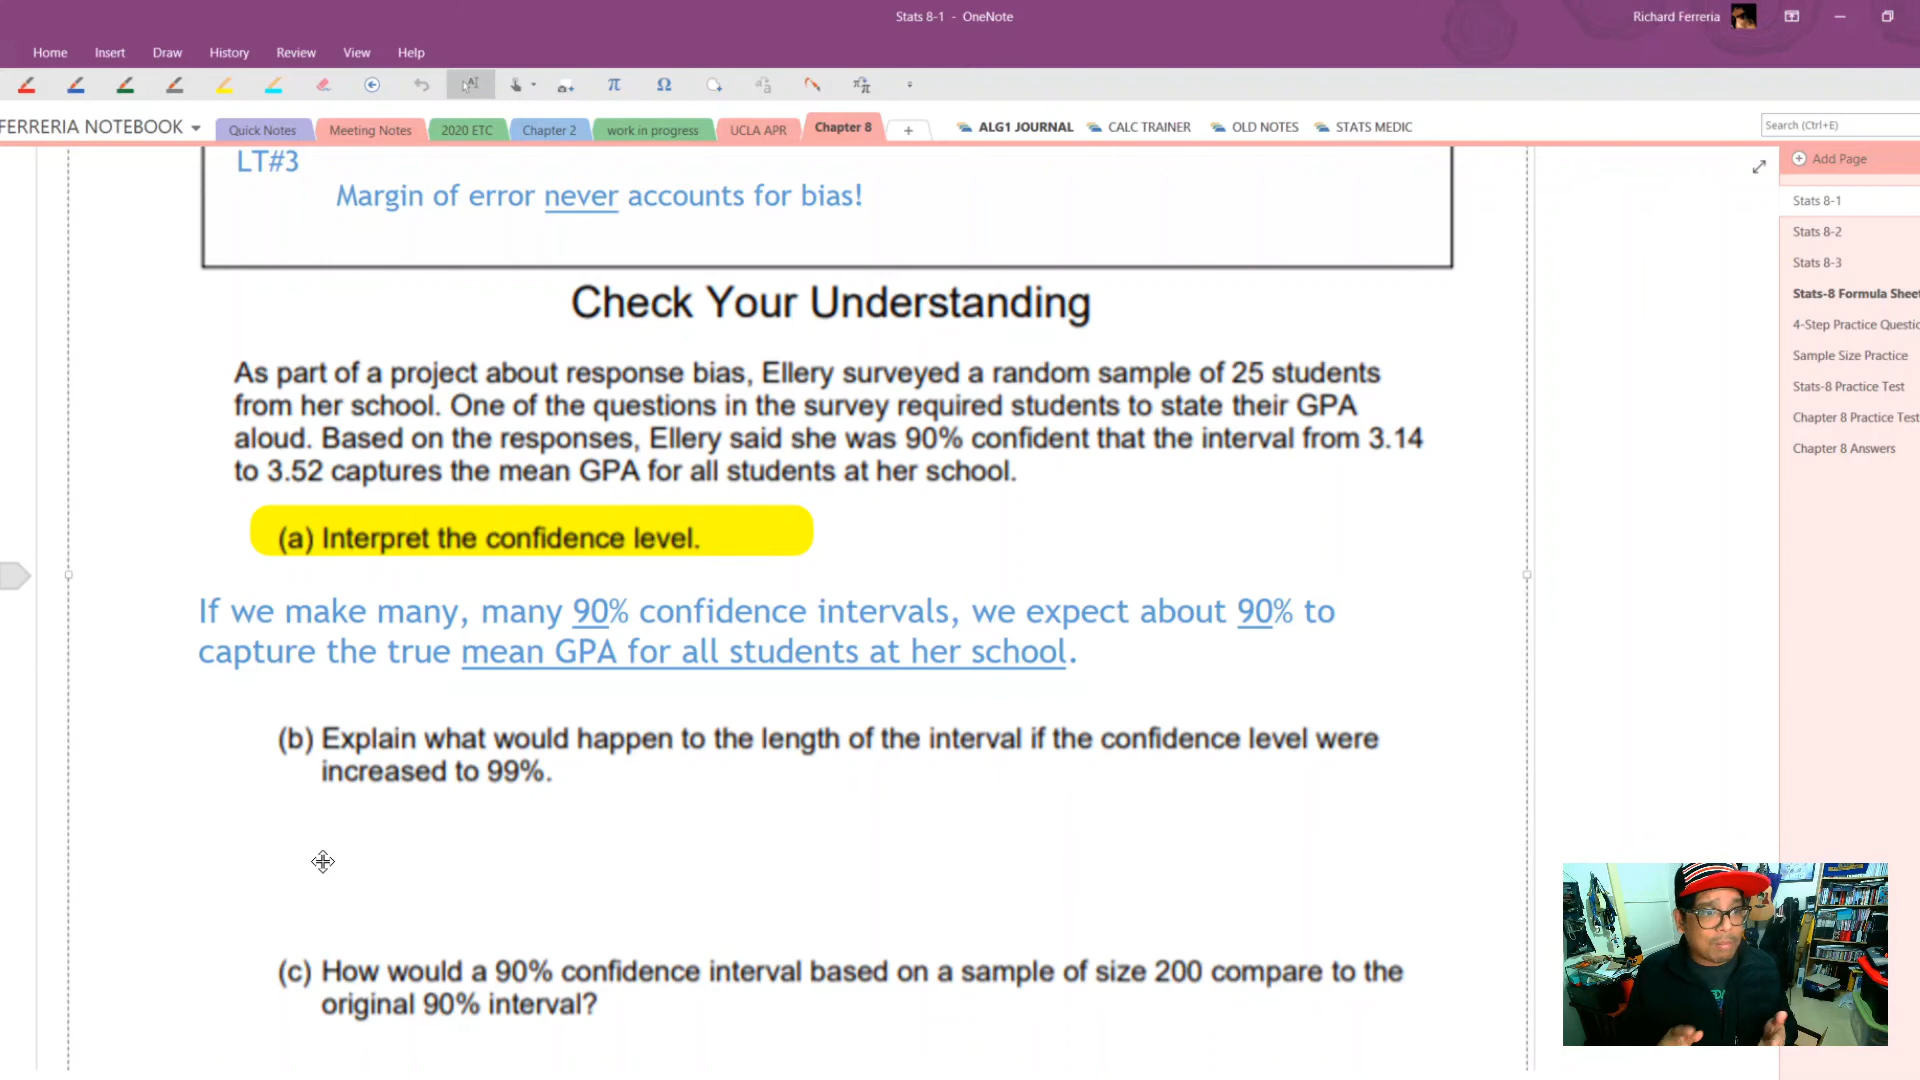 Stats 8-1 - OneNote
Richard Ferreria
Home Insert Draw History Review View Help
FERRERIA NOTEBOOK
Quick Notes
Meeting Notes
2020 ETC
Chapter 2
work in progress
UCLA APR
Chapter 8
ALG1 JOURNAL
CALC TRAINER
OLD NOTES
STATS MEDIC
Search (Ctrl+E)
Add Page
Stats 8-1
Stats 8-2
Stats 8-3
Stats-8 Formula Sheet
4-Step Practice Questio
Sample Size Practice
Stats-8 Practice Test
Chapter 8 Practice Test
Chapter 8 Answers
LT#3
Margin of error never accounts for bias!
Check Your Understanding
As part of a project about response bias, Ellery surveyed a random sample of 25 students
from her school. One of the questions in the survey required students to state their GPA
aloud. Based on the responses, Ellery said she was 90% confident that the interval from 3.14
to 3.52 captures the mean GPA for all students at her school.
(a) Interpret the confidence level.
If we make many, many 90% confidence intervals, we expect about 90% to
capture the true mean GPA for all students at her school.
(b) Explain what would happen to the length of the interval if the confidence level were
increased to 99%.
(c) How would a 90% confidence interval based on a sample of size 200 compare to the
original 90% interval?